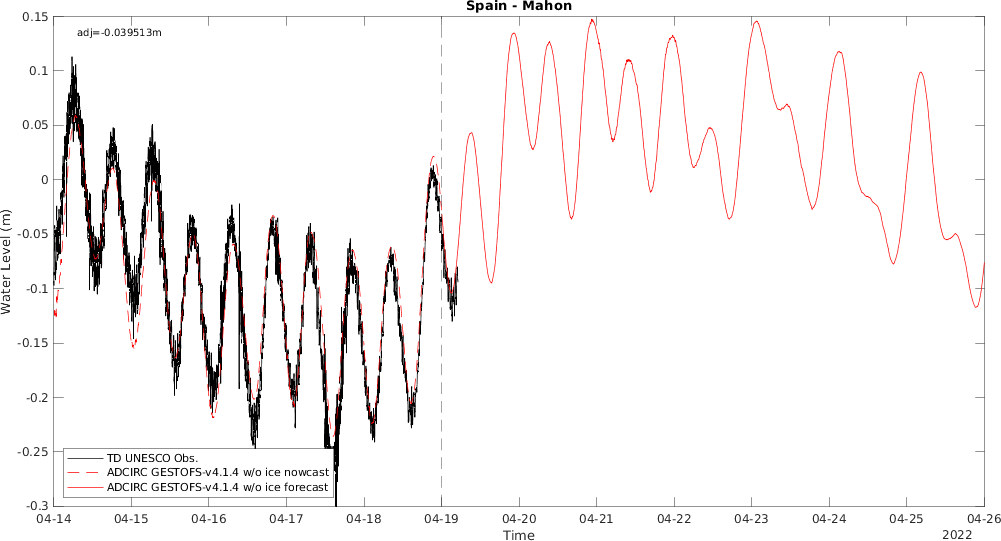 Spain - Mahon
adj=-0.039513m
0.15
0.1
0.05
0
-0.05
-0.1
-0.15
-0.2
-0.25
-0.3
Water Level (m)
TD UNESCO Obs.
ADCIRC GESTOFS-v4.1.4 w/o ice nowcast
ADCIRC GESTOFS-v4.1.4 w/o ice forecast
04-14 04-15 04-16 04-17 04-18 04-19 04-20 04-21 04-22 04-23 04-24 04-25 04-26
Time
2022